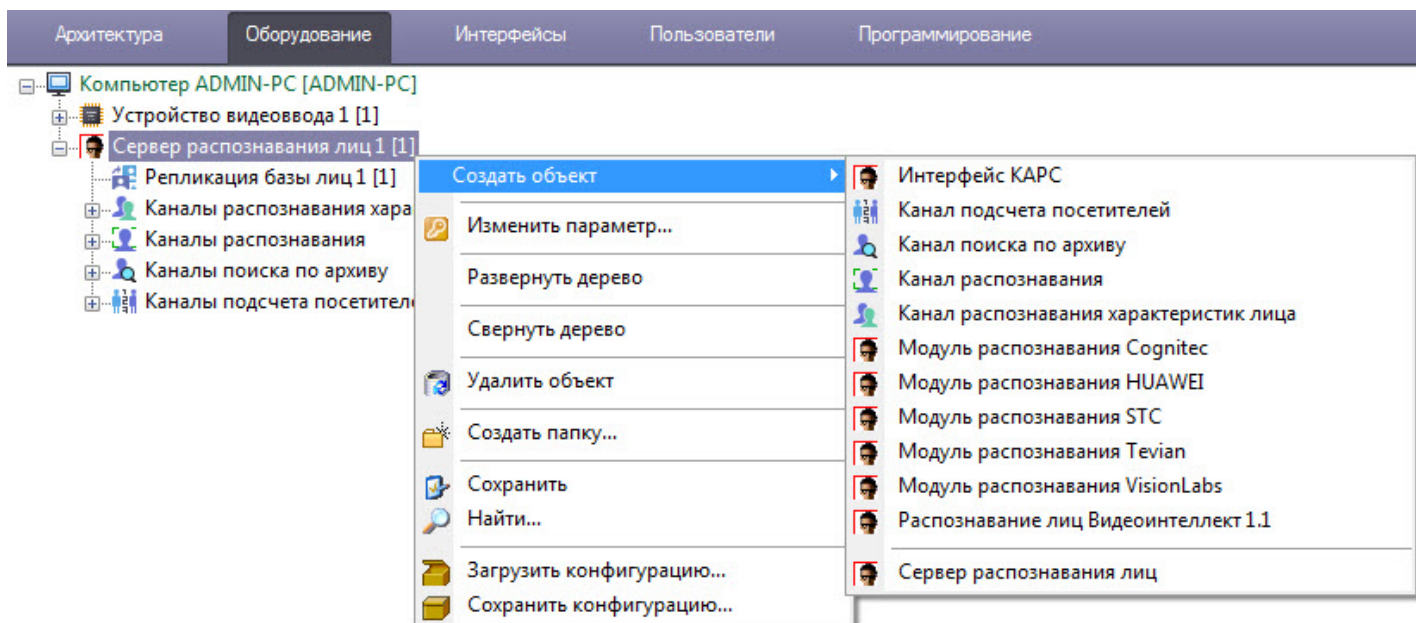 Архитектура Оборудование Интерфейсы Пользователи Программирование
Компьютер ADMIN-PC [ADMIN-PC]
Устройство видеоввода 1 [1]
Сервер распознавания лиц 1 [1]
Репликация базы лиц 1 [1]
Каналы распознавания хара
Каналы распознавания
Каналы поиска по архиву
Каналы подсчета посетител
Создать объект
Изменить параметр...
Развернуть дерево
Свернуть дерево
Удалить объект
Создать папку...
Сохранить
Найти...
Загрузить конфигурацию...
Сохранить конфигурацию...
Интерфейс КАРС
Канал подсчета посетителей
Канал поиска по архиву
Канал распознавания
Канал распознавания характеристик лица
Модуль распознавания Cognitec
Модуль распознавания HUAWEI
Модуль распознавания STC
Модуль распознавания Tevian
Модуль распознавания VisionLabs
Распознавание лиц Видеоинтеллект 1.1
Сервер распознавания лиц